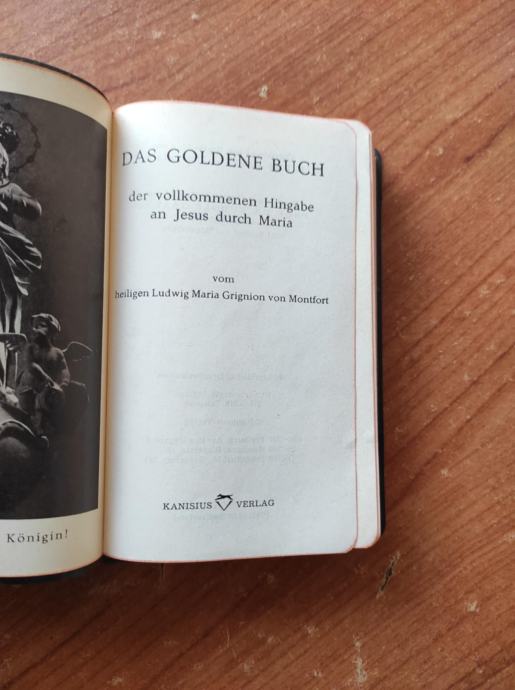 DAS GOLDENE BUCH
der vollkommenen Hingabe
an Jesus durch Maria
vom
heiligen Ludwig Maria Grignion von Montfort
KANISIUS VERLAG
Königin!